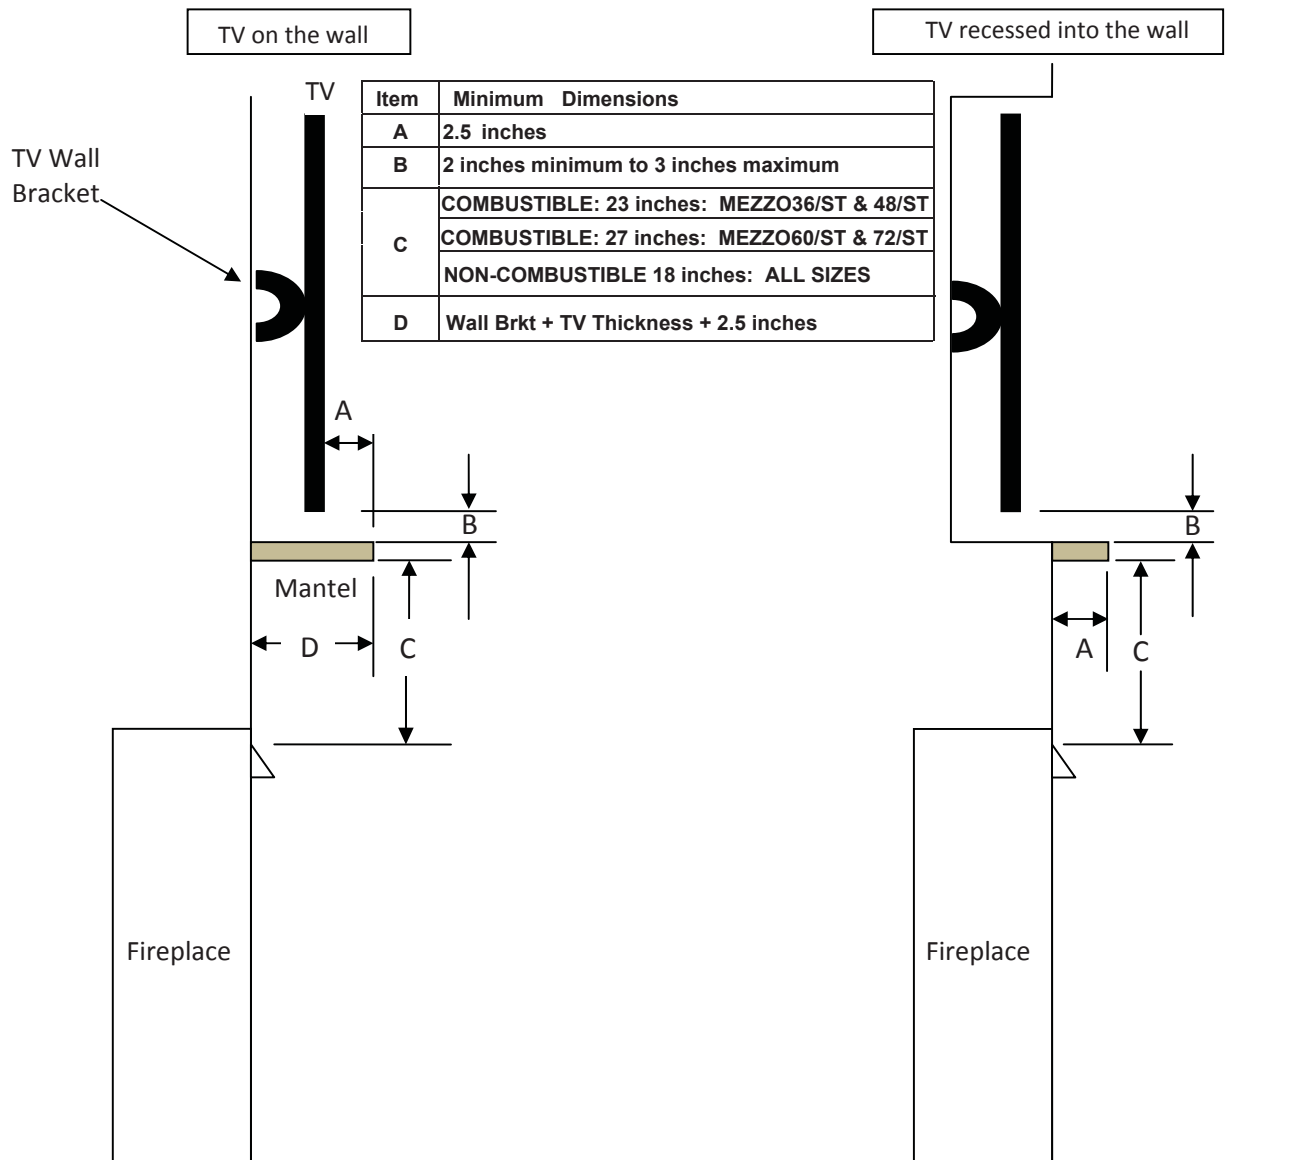 TV on the wall
TV recessed into the wall
TV
TV Wall
Bracket
Item Minimum Dimensions
A 2.5 inches
B 2 inches minimum to 3 inches maximum
C
COMBUSTIBLE: 23 inches: MEZZO36/ST & 48/ST
COMBUSTIBLE: 27 inches: MEZZO60/ST & 72/ST
NON-COMBUSTIBLE 18 inches: ALL SIZES
D Wall Brkt + TV Thickness + 2.5 inches
A
B
Mantel
D
C
Fireplace
B
A
C
Fireplace